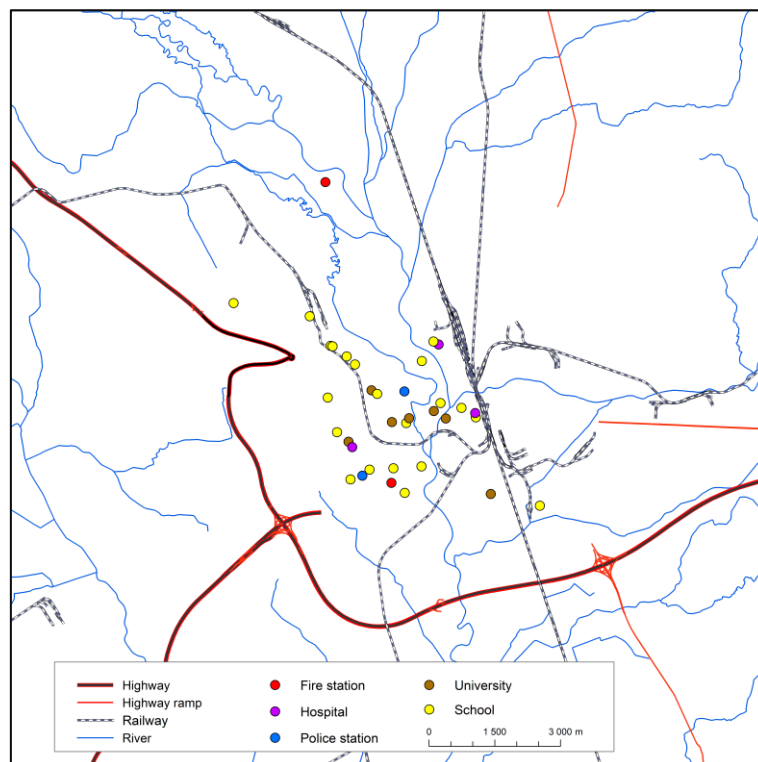 Highway
Highway ramp
Railway
River
Fire station
Hospital
Police station
University
School
0 1 500 3 000 m